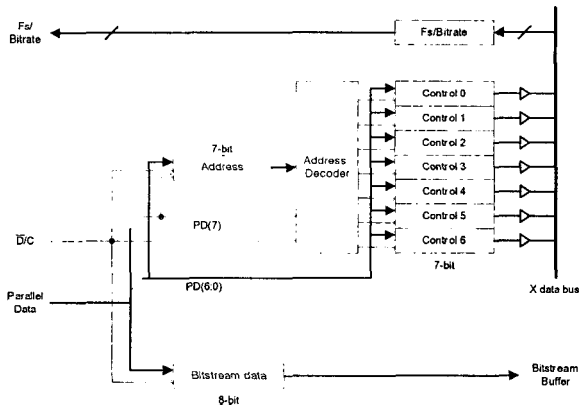 Fs/
Bitrate
Fs/Bitrate
Control 0
Control 1
Control 2
Control 3
Control 4
Control 5
Control 6
7-bit
X data bus
7-bit
Address
Address
Decoder
PD(7)
D̅/C
PD(6:0)
Parallel
Data
Bitstream data
8-bit
Bitstream
Buffer